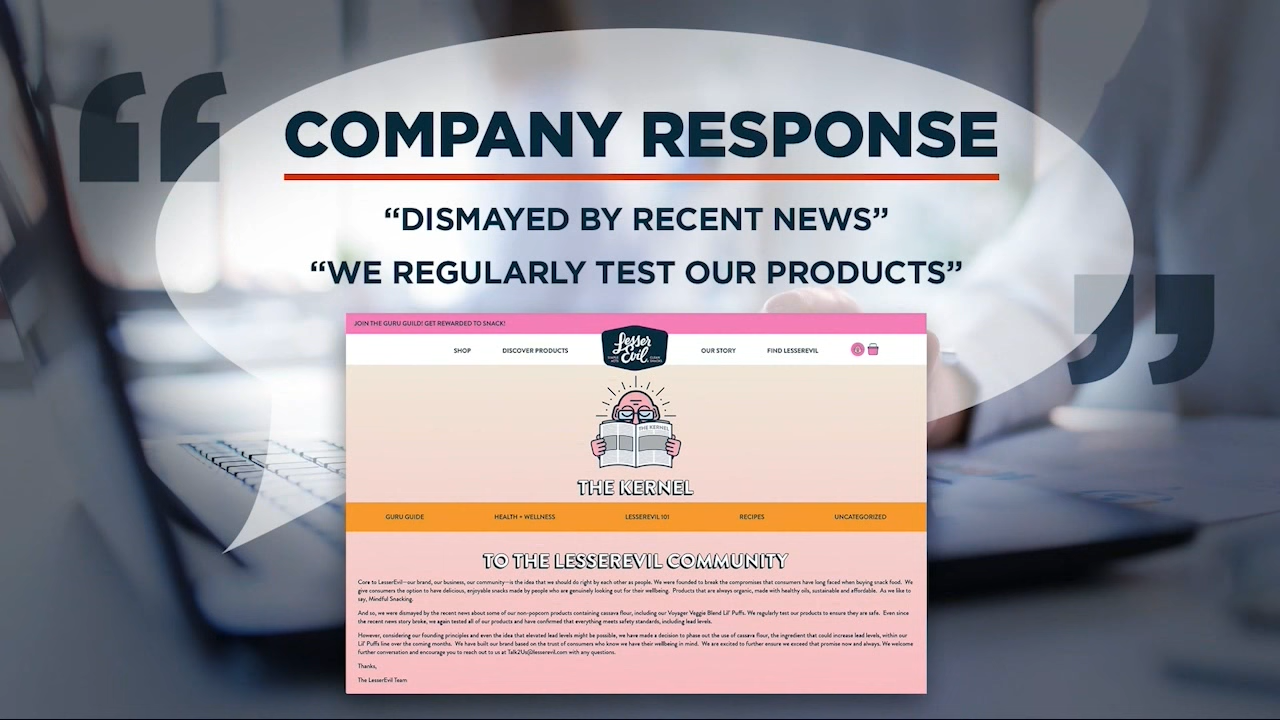 COMPANY RESPONSE
“DISMAYED BY RECENT NEWS”
“WE REGULARLY TEST OUR PRODUCTS”
JOIN THE GURU GUILD! GET REWARDED TO SNACK!
SHOP DISCOVER PRODUCTS Lesser Evil OUR STORY FIND LESSEREVIL
THE KERNEL
THE KERNEL
GURU GUIDE HEALTH + WELLNESS LESSEREVIL 101 RECIPES UNCATEGORIZED
TO THE LESSEREVIL COMMUNITY
Core to LesserEvil—our brand, our business, our community—is the idea that we should do right by each other as people. We were founded to break the compromises that consumers have long faced when buying snack food. We
give consumers the option to have delicious, enjoyable snacks made by people who are genuinely looking out for their wellbeing. Products that are always organic, made with healthy oils, sustainable and affordable. As we like to
say, Mindful Snacking.
And so, we were dismayed by the recent news about some of our non-popcorn products containing cassava flour, including our Voyager Veggie Blend Lil' Puffs. We regularly test our products to ensure they are safe. Even since
the recent news story broke, we again tested all of our products and have confirmed that everything meets safety standards, including lead levels.
However, considering our founding principles and even the idea that elevated lead levels might be possible, we have made a decision to phase out the use of cassava flour, the ingredient that could increase lead levels, within our
Lil' Puffs line over the coming months. We have built our brand based on the trust of consumers who know we have their wellbeing in mind. We are excited to further ensure we exceed that promise now and always. We welcome
further conversation and encourage you to reach out to us at Talk2Us@lesserevil.com with any questions.
Thanks,
The LesserEvil Team